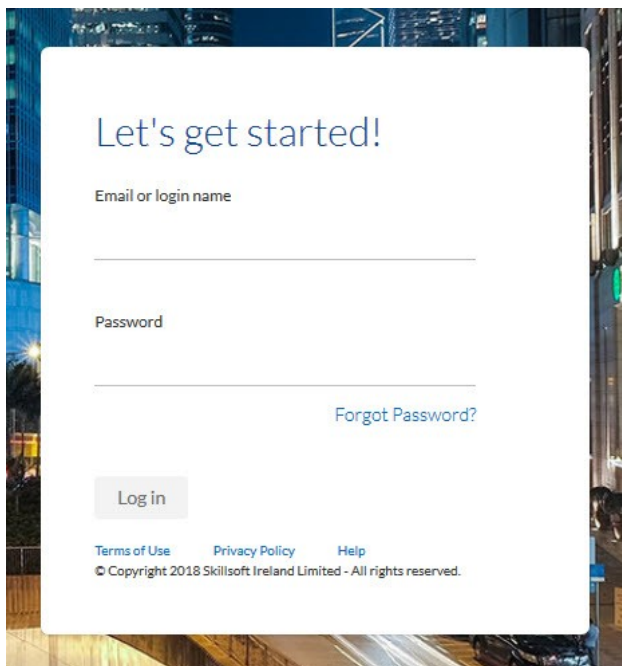 Let's get started!
Email or login name
Password
Forgot Password?
Log in
Terms of Use Privacy Policy Help
© Copyright 2018 Skillsoft Ireland Limited - All rights reserved.